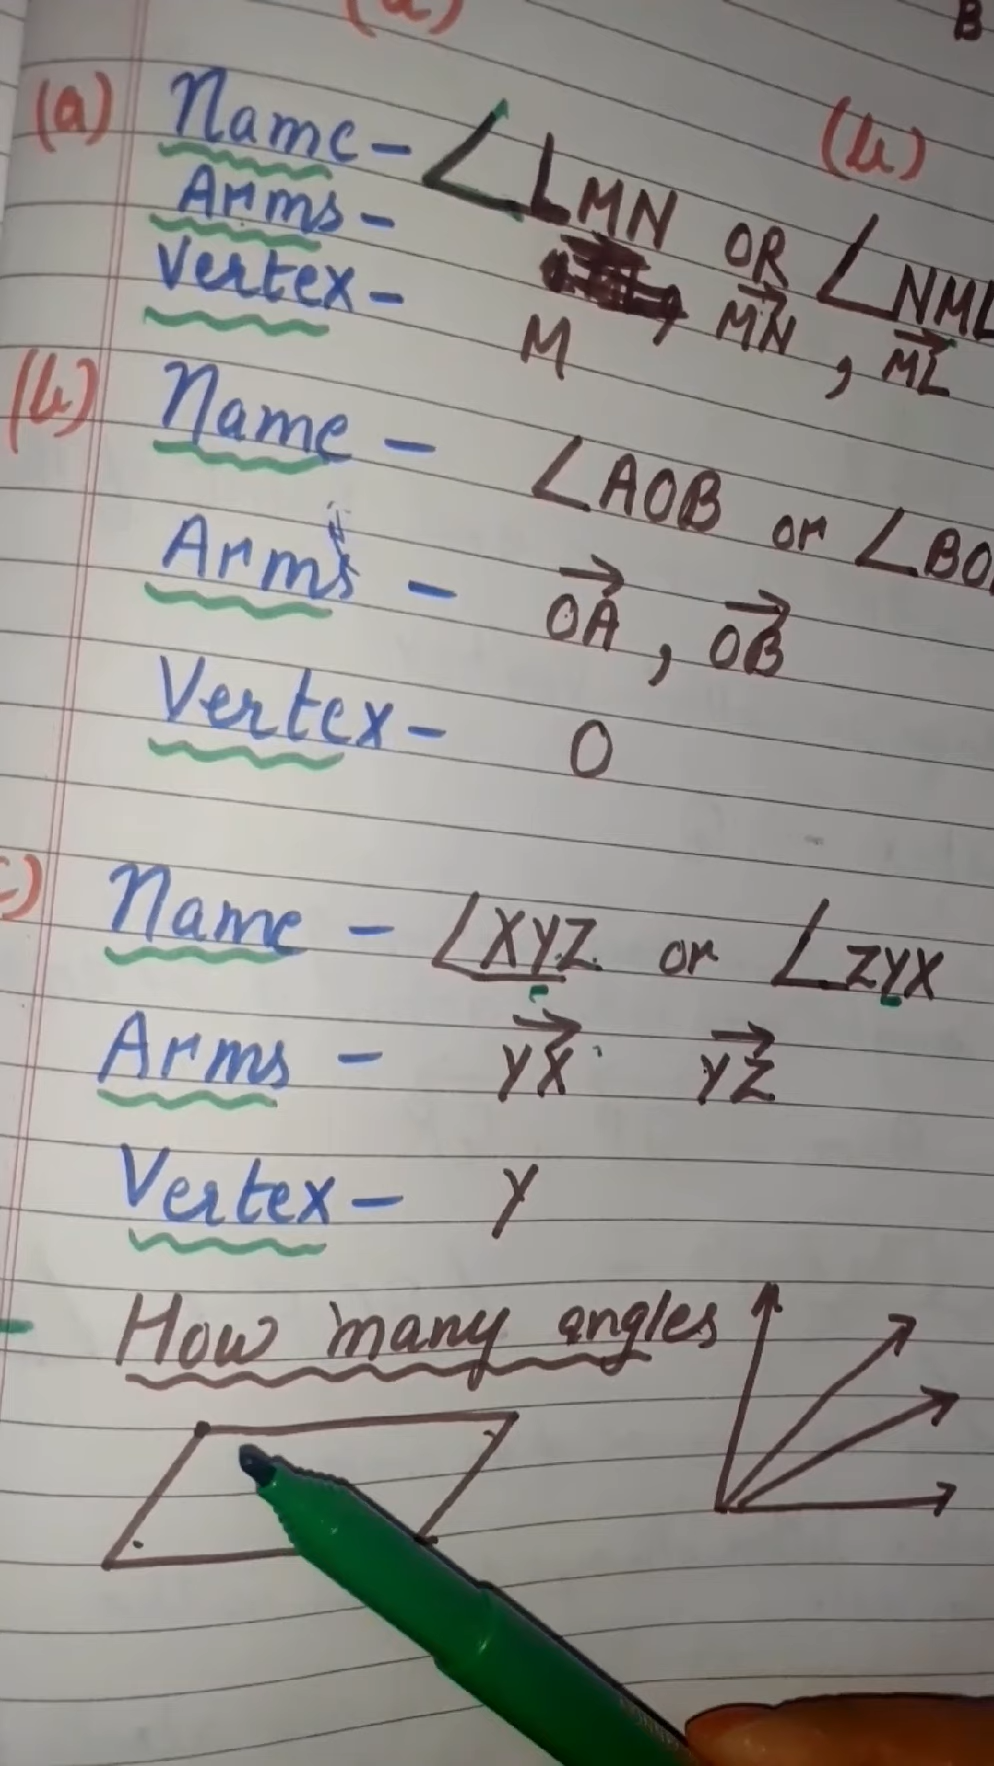 (a) B
(a) Name - ∠LMN OR ∠NML (b)
Arms - , MN, ML
Vertex - M
(b) Name - ∠AOB or ∠BO
Arms - OA, OB
Vertex - O
) Name - ∠XYZ or ∠ZYX
Arms - YX YZ
Vertex - Y
How many angles